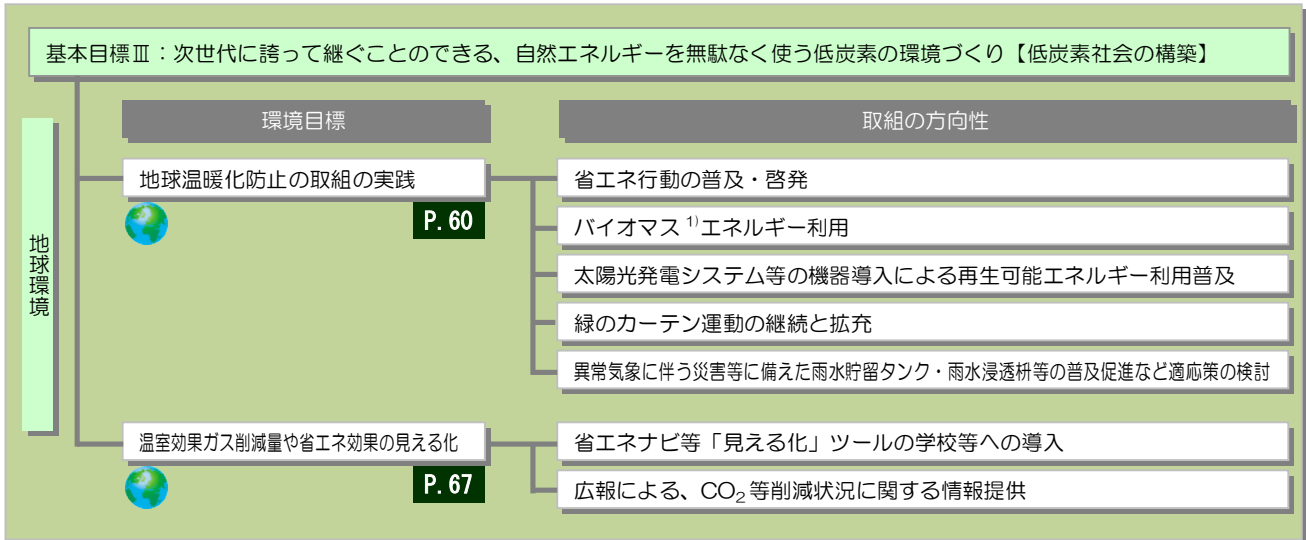 基本目標Ⅲ：次世代に誇って継ぐことのできる、自然エネルギーを無駄なく使う低炭素の環境づくり【低炭素社会の構築】
地球環境
環境目標
取組の方向性
地球温暖化防止の取組の実践
P.60
省エネ行動の普及・啓発
バイオマス1)エネルギー利用
太陽光発電システム等の機器導入による再生可能エネルギー利用普及
緑のカーテン運動の継続と拡充
異常気象に伴う災害等に備えた雨水貯留タンク・雨水浸透枡等の普及促進など適応策の検討
温室効果ガス削減量や省エネ効果の見える化
P.67
省エネナビ等「見える化」ツールの学校等への導入
広報による、CO2等削減状況に関する情報提供